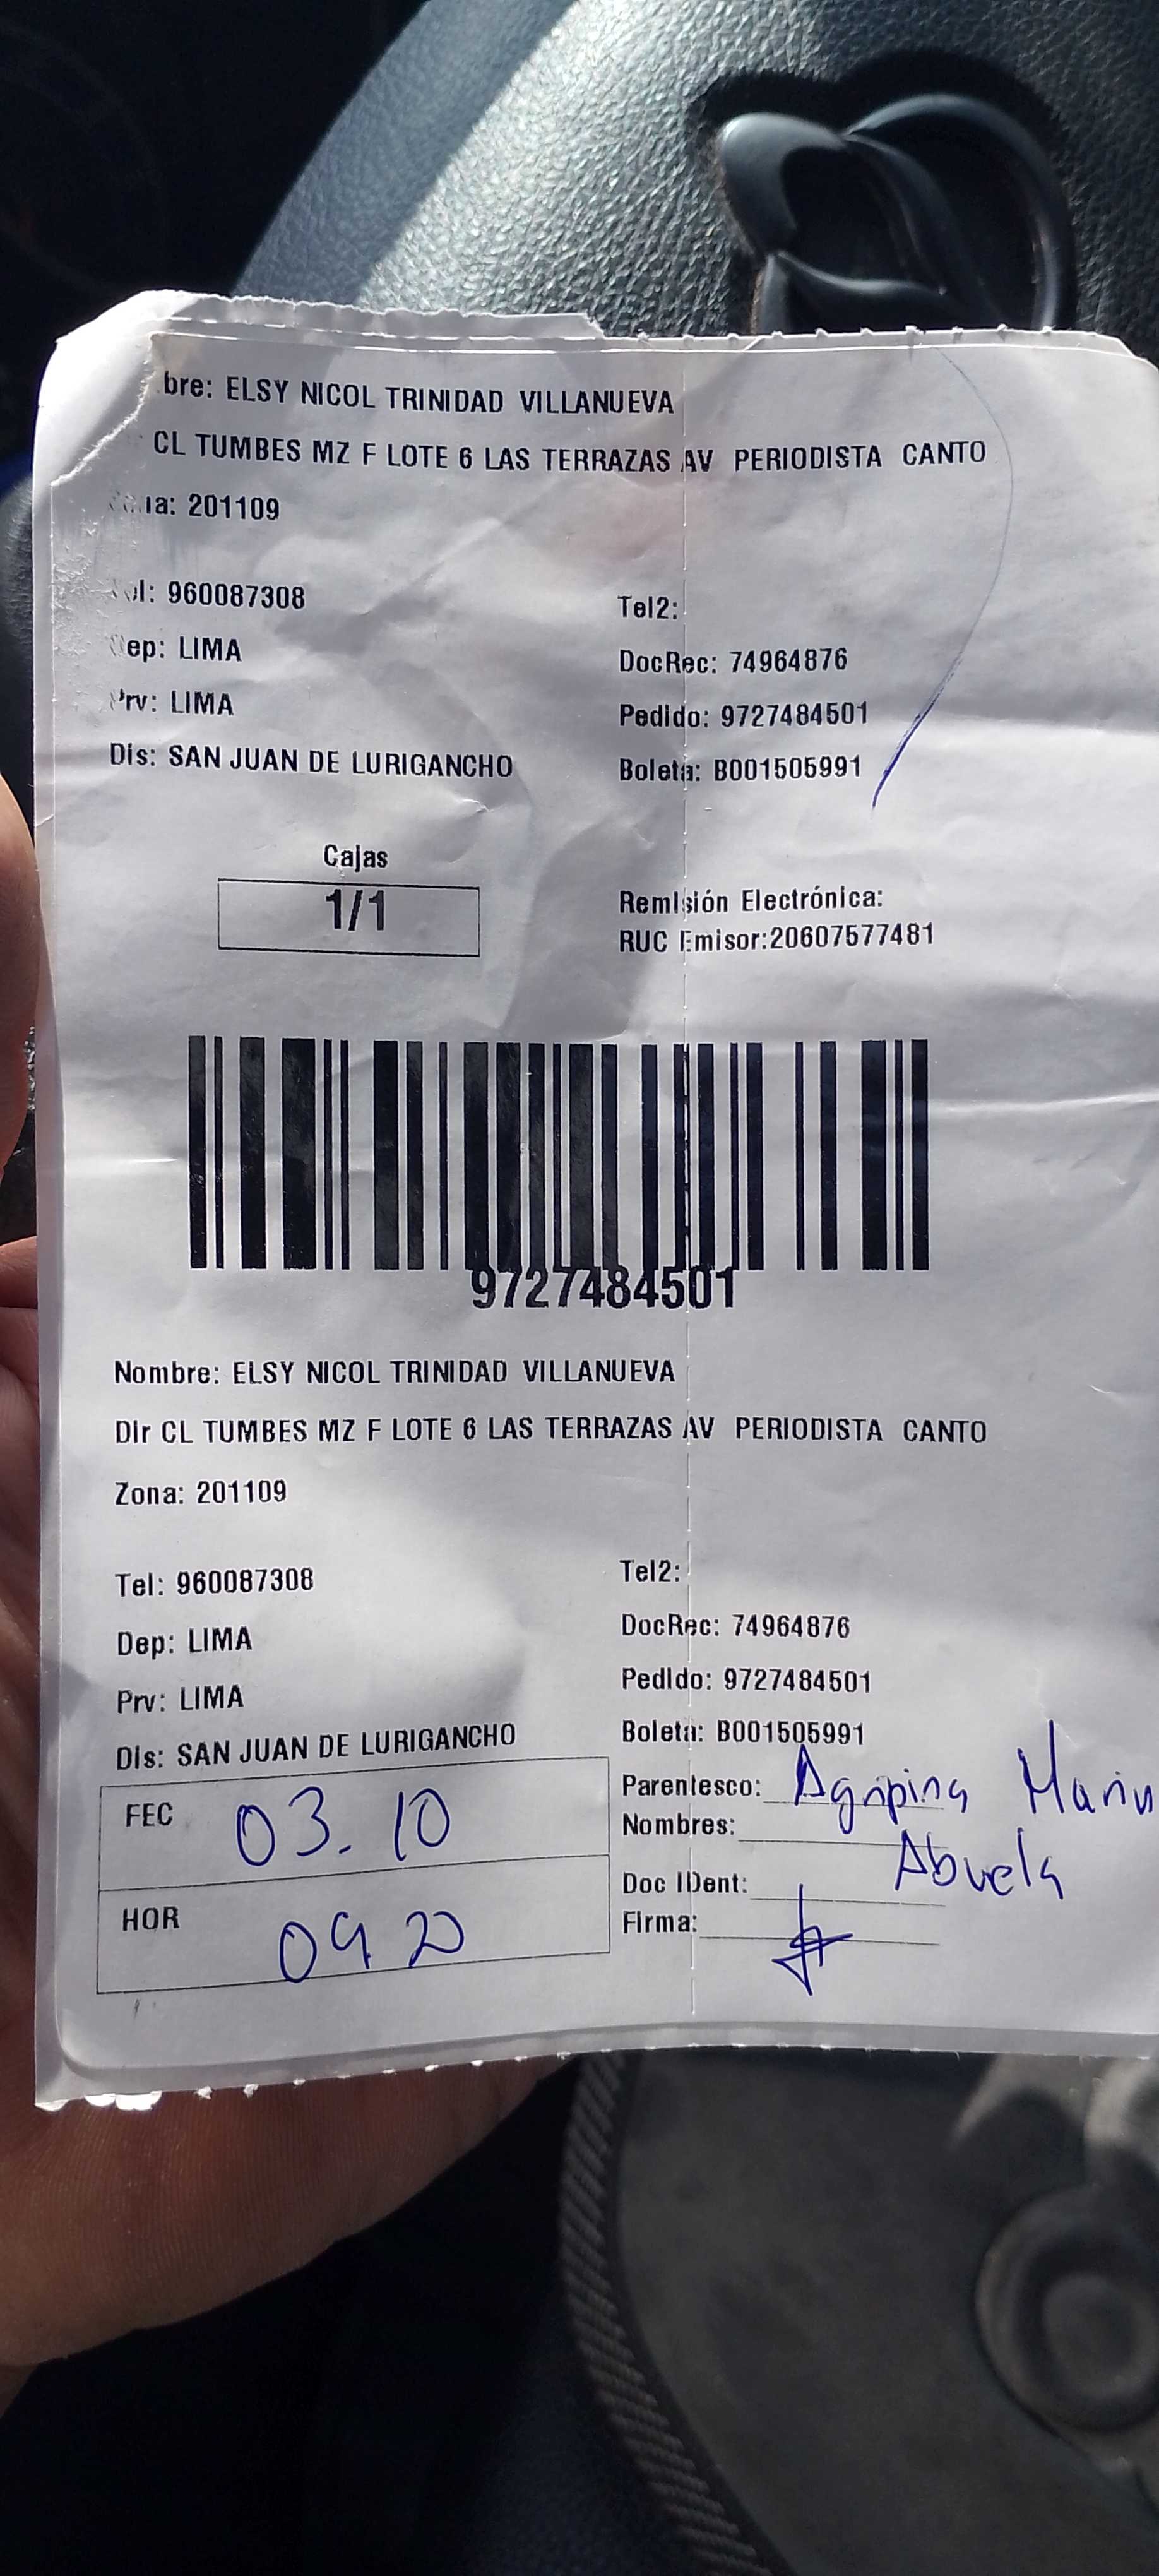 bre: ELSY NICOL TRINIDAD VILLANUEVA
CL TUMBES MZ F LOTE 6 LAS TERRAZAS AV PERIODISTA CANTO
na: 201109
el: 960087308
Tel2:
Dep: LIMA
DocRec: 74964876
Prv: LIMA
Pedido: 9727484501
Dis: SAN JUAN DE LURIGANCHO
Boleta: B001505991
Cajas
1/1
Remisión Electrónica:
RUC Emisor:20607577481
9727484501
Nombre: ELSY NICOL TRINIDAD VILLANUEVA
Dir CL TUMBES MZ F LOTE 6 LAS TERRAZAS AV PERIODISTA CANTO
Zona: 201109
Tel: 960087308
Tel2:
Dep: LIMA
DocRec: 74964876
Prv: LIMA
Pedido: 9727484501
Dis: SAN JUAN DE LURIGANCHO
Boleta: B001505991
FEC 03.10
Parentesco: Agripina
Nombres: Abuela
HOR 09 20
Doc IDent:
Firma: